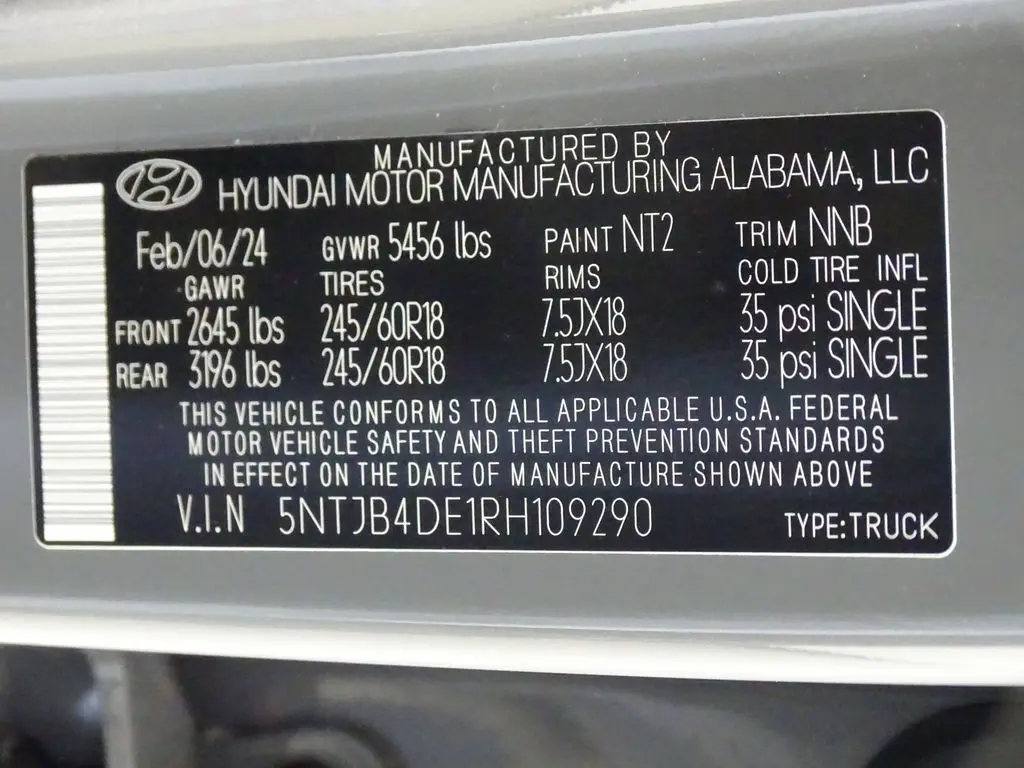 MANUFACTURED BY
HYUNDAI MOTOR MANUFACTURING ALABAMA, LLC
Feb/06/24 GVWR 5456 lbs PAINT NT2 TRIM NNB
GAWR TIRES RIMS COLD TIRE INFL
FRONT 2645 lbs 245/60R18 7.5JX18 35 psi SINGLE
REAR 3196 lbs 245/60R18 7.5JX18 35 psi SINGLE
THIS VEHICLE CONFORMS TO ALL APPLICABLE U.S.A. FEDERAL
MOTOR VEHICLE SAFETY AND THEFT PREVENTION STANDARDS
IN EFFECT ON THE DATE OF MANUFACTURE SHOWN ABOVE
V.I.N 5NTJB4DE1RH109290 TYPE:TRUCK